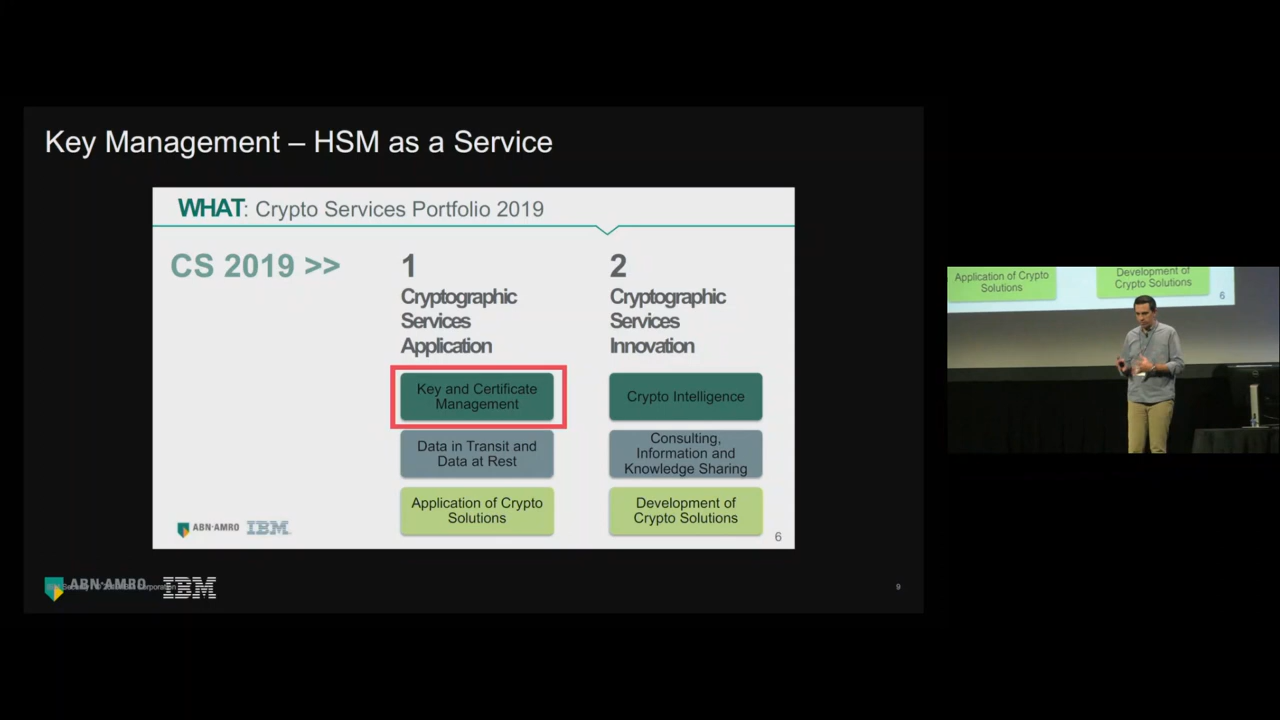 Key Management – HSM as a Service
WHAT: Crypto Services Portfolio 2019
CS 2019 >>
1
Cryptographic
Services
Application
Key and Certificate
Management
Data in Transit and
Data at Rest
Application of Crypto
Solutions
2
Cryptographic
Services
Innovation
Crypto Intelligence
Consulting,
Information and
Knowledge Sharing
Development of
Crypto Solutions
ABN·AMRO IBM
6
ABN·AMRO IBM
9
Application of Crypto
Solutions
Development of
Crypto Solutions
6